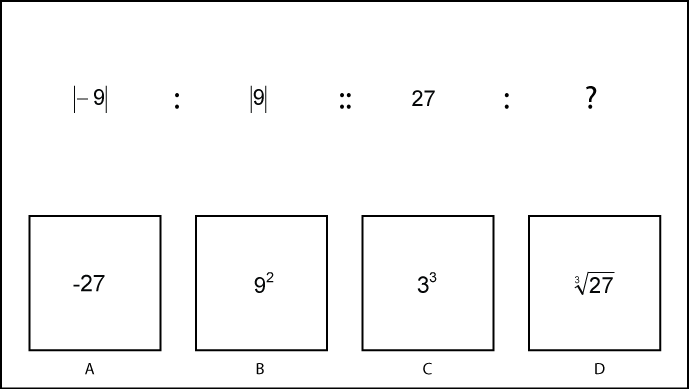 |− 9| : |9| :: 27 : ?
-27 9² 3³ ∛27
A B C D